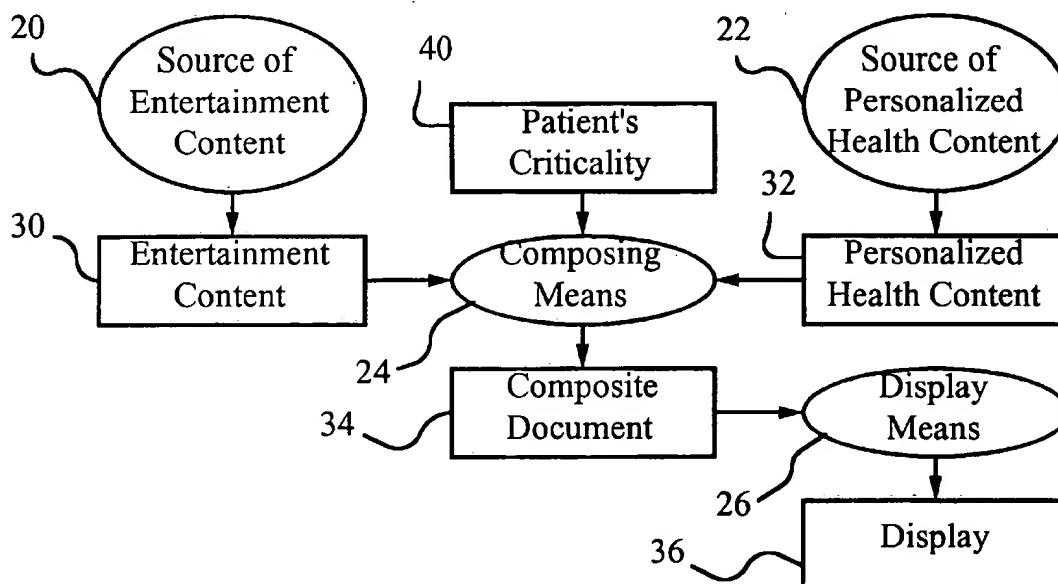 20
Source of
Entertainment
Content
40
Patient's
Criticality
22
Source of
Personalized
Health Content
30
Entertainment
Content
Composing
Means
24
32
Personalized
Health Content
34
Composite
Document
Display
Means
26
Display
36